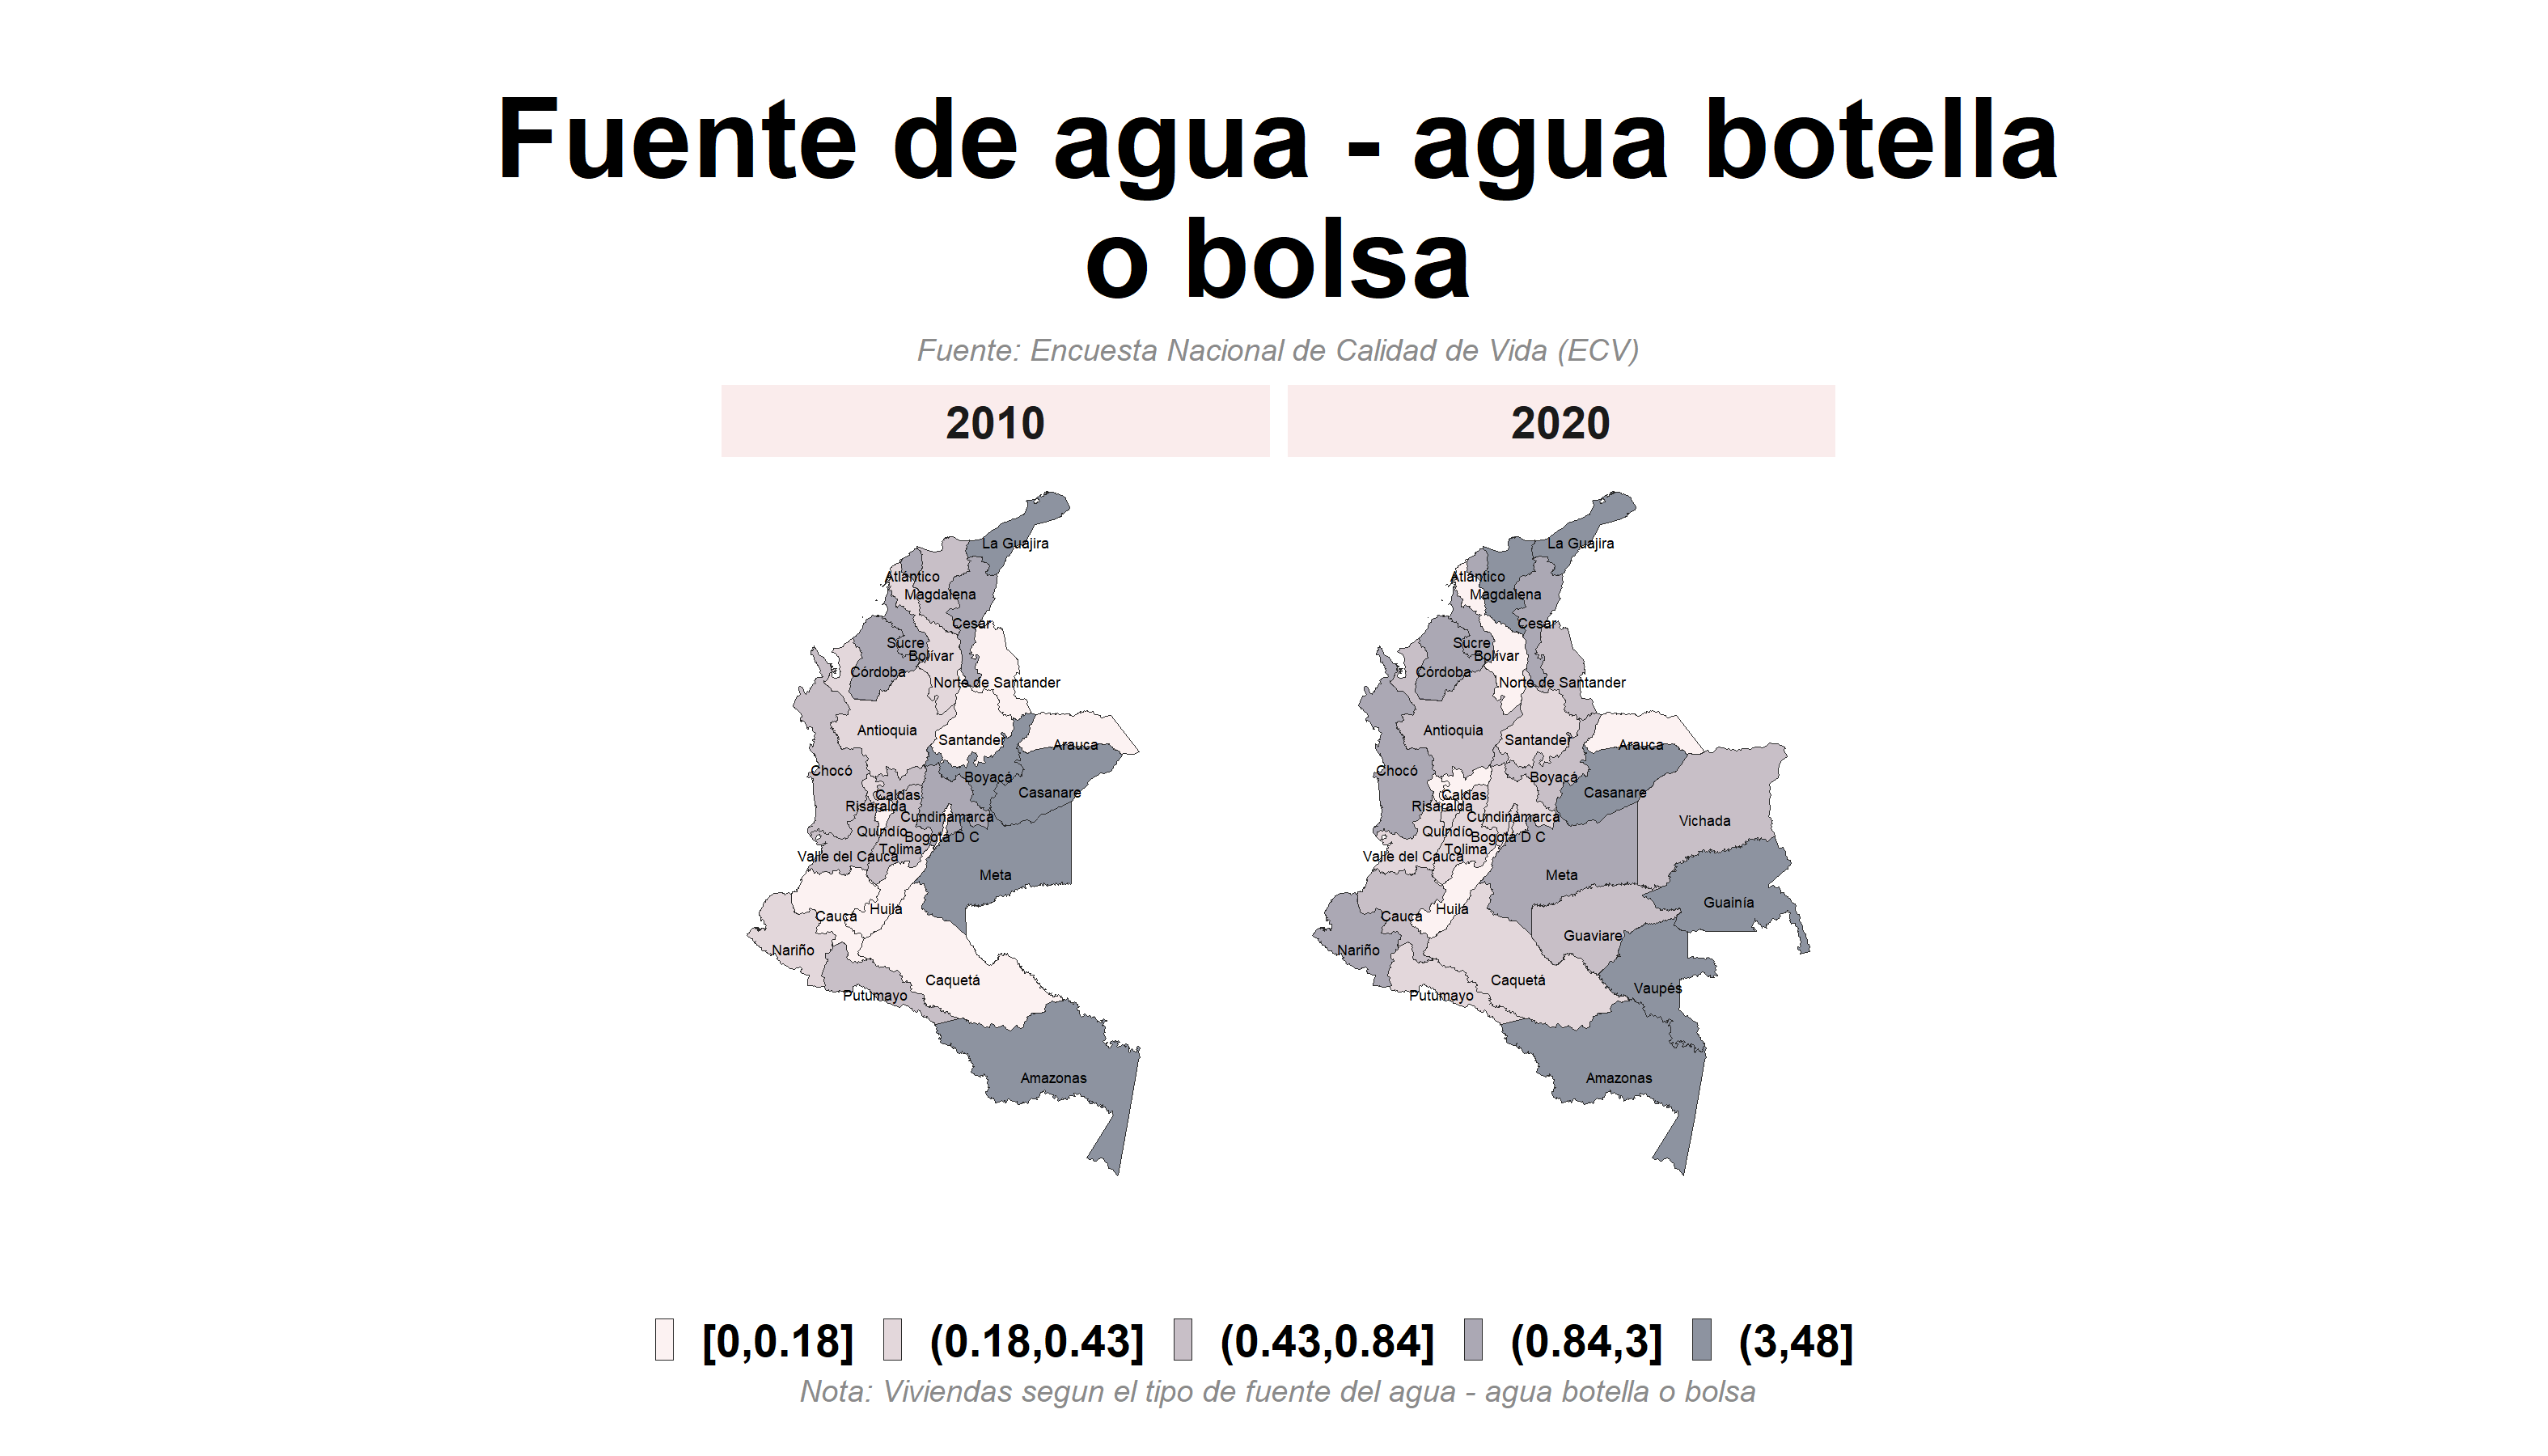 Fuente de agua - agua botella
o bolsa
Fuente: Encuesta Nacional de Calidad de Vida (ECV)
2010
2020
La Guajira
Atlántico
Magdalena
Cesar
Sucre
Bolívar
Córdoba
Norte de Santander
Antioquia
Santander
Arauca
Chocó
Boyacá
Casanare
Caldas
Risaralda
Cundinamarca
Quindío
Bogotá D C
Tolima
Valle del Cauca
Meta
Cauca
Huila
Nariño
Caquetá
Putumayo
Amazonas
La Guajira
Atlántico
Magdalena
Cesar
Sucre
Bolívar
Córdoba
Norte de Santander
Antioquia
Santander
Arauca
Chocó
Boyacá
Casanare
Caldas
Risaralda
Cundinamarca
Vichada
Quindío
Bogotá D C
Tolima
Valle del Cauca
Meta
Guainía
Cauca
Huila
Guaviare
Nariño
Caquetá
Vaupés
Putumayo
Amazonas
[0,0.18] (0.18,0.43] (0.43,0.84] (0.84,3] (3,48]
Nota: Viviendas segun el tipo de fuente del agua - agua botella o bolsa